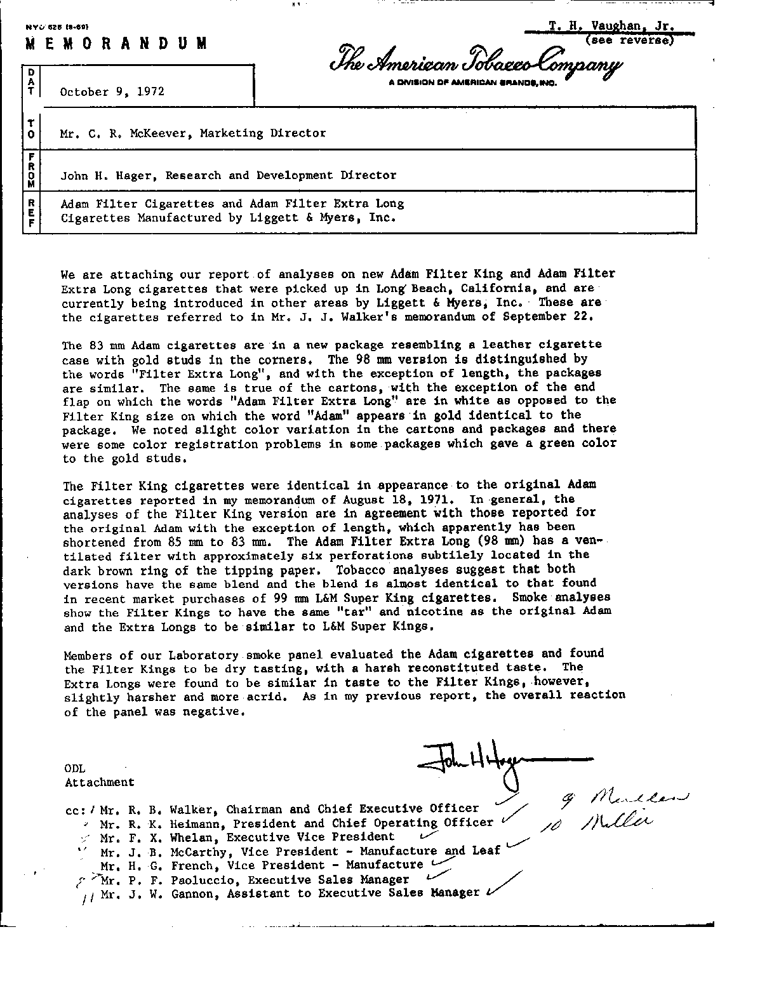 NYO 625 (8-69)
T. H. Vaughan, Jr.
(see reverse)
MEMORANDUM
The American Tobacco Company
A DIVISION OF AMERICAN BRANDS, INC.
DAT
October 9, 1972
TO
Mr. C. R. McKeever, Marketing Director
FROM
John H. Hager, Research and Development Director
REF
Adam Filter Cigarettes and Adam Filter Extra Long
Cigarettes Manufactured by Liggett & Myers, Inc.
We are attaching our report of analyses on new Adam Filter King and Adam Filter
Extra Long cigarettes that were picked up in Long Beach, California, and are
currently being introduced in other areas by Liggett & Myers, Inc. These are
the cigarettes referred to in Mr. J. J. Walker's memorandum of September 22.
The 83 mm Adam cigarettes are in a new package resembling a leather cigarette
case with gold studs in the corners. The 98 mm version is distinguished by
the words "Filter Extra Long", and with the exception of length, the packages
are similar. The same is true of the cartons, with the exception of the end
flap on which the words "Adam Filter Extra Long" are in white as opposed to the
Filter King size on which the word "Adam" appears in gold identical to the
package. We noted slight color variation in the cartons and packages and there
were some color registration problems in some packages which gave a green color
to the gold studs.
The Filter King cigarettes were identical in appearance to the original Adam
cigarettes reported in my memorandum of August 18, 1971. In general, the
analyses of the Filter King version are in agreement with those reported for
the original Adam with the exception of length, which apparently has been
shortened from 85 mm to 83 mm. The Adam Filter Extra Long (98 mm) has a ven-
tilated filter with approximately six perforations subtilely located in the
dark brown ring of the tipping paper. Tobacco analyses suggest that both
versions have the same blend and the blend is almost identical to that found
in recent market purchases of 99 mm L&M Super King cigarettes. Smoke analyses
show the Filter Kings to have the same "tar" and nicotine as the original Adam
and the Extra Longs to be similar to L&M Super Kings.
Members of our Laboratory smoke panel evaluated the Adam cigarettes and found
the Filter Kings to be dry tasting, with a harsh reconstituted taste. The
Extra Longs were found to be similar in taste to the Filter Kings, however,
slightly harsher and more acrid. As in my previous report, the overall reaction
of the panel was negative.
John H Hager
ODL
Attachment
cc: Mr. R. B. Walker, Chairman and Chief Executive Officer
9 Mullen
Mr. R. K. Heimann, President and Chief Operating Officer
10 Miller
Mr. F. X. Whelan, Executive Vice President
Mr. J. B. McCarthy, Vice President - Manufacture and Leaf
Mr. H. G. French, Vice President - Manufacture
8 Mr. P. F. Paoluccio, Executive Sales Manager
11 Mr. J. W. Gannon, Assistant to Executive Sales Manager